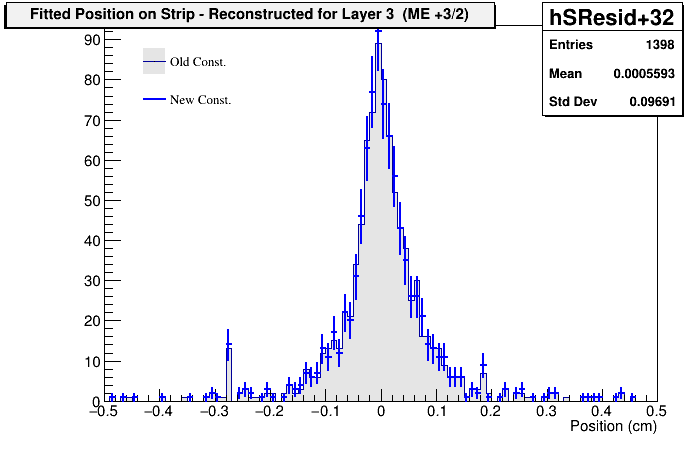 Fitted Position on Strip - Reconstructed for Layer 3 (ME +3/2)
hSResid+32
Entries 1398
Mean 0.0005593
Std Dev 0.09691
Old Const.
New Const.
90
80
70
60
50
40
30
20
10
0
−0.5 −0.4 −0.3 −0.2 −0.1 0 0.1 0.2 0.3 0.4 0.5
Position (cm)